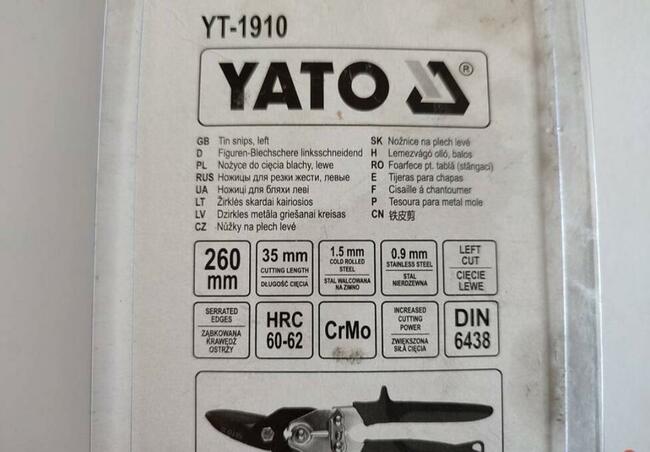 YT-1910
YATO ®
GB Tin snips, left
D Figuren-Blechschere linksschneidend
PL Nożyce do cięcia blachy, lewe
RUS Ножицы для резки жести, левые
UA Ножиці для бляхи леві
LT Žirklės skardai kairiosios
LV Dzirkles metāla griešanai kreisas
CZ Nůžky na plech levé
SK Nožnice na plech levé
H Lemezvágó olló, balos
RO Foarfece pt. tablă (stângaci)
E Tijeras para chapas
F Cisaille à chantourner
P Tesoura para metal mole
CN 铁皮剪
260 mm
35 mm
CUTTING LENGTH
DŁUGOŚĆ CIĘCIA
1.5 mm
COLD ROLLED
STEEL
STAL WALCOWANA
NA ZIMNO
0.9 mm
STAINLESS STEEL
STAL
NIERDZEWNA
LEFT
CUT
CIĘCIE
LEWE
SERRATED
EDGES
ZĄBKOWANA
KRAWĘDŹ
OSTRZY
HRC
60-62
CrMo
INCREASED
CUTTING
POWER
ZWIĘKSZONA
SIŁA CIĘCIA
DIN
6438